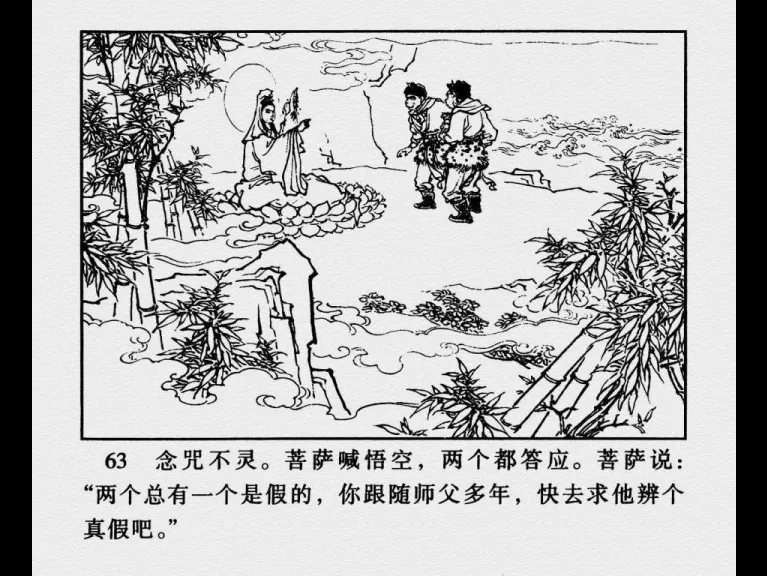 63 念咒不灵。菩萨喊悟空，两个都答应。菩萨说：
“两个总有一个是假的，你跟随师父多年，快去求他辨个
真假吧。”